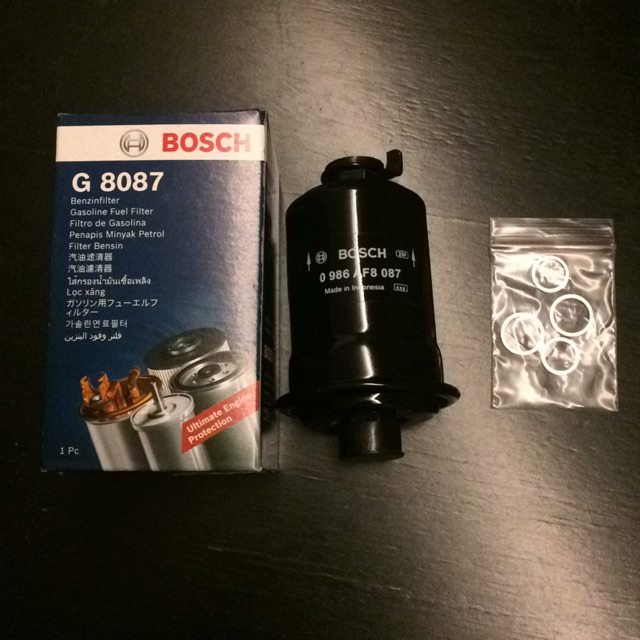 BOSCH
G 8087
Benzinfilter
Gasoline Fuel Filter
Filtro de Gasolina
Penapis Minyak Petrol
Filter Bensin
汽油滤清器
汽油濾清器
ไส้กรองน้ำมันเชื้อเพลิง
Lọc xăng
ガソリン用フューエルフ
ィルター
가솔린연료필터
فلتر وقود البنزين
Ultimate Engine
Protection
1 Pc
BOSCH
0 986 AF8 087
Made in Indonesia